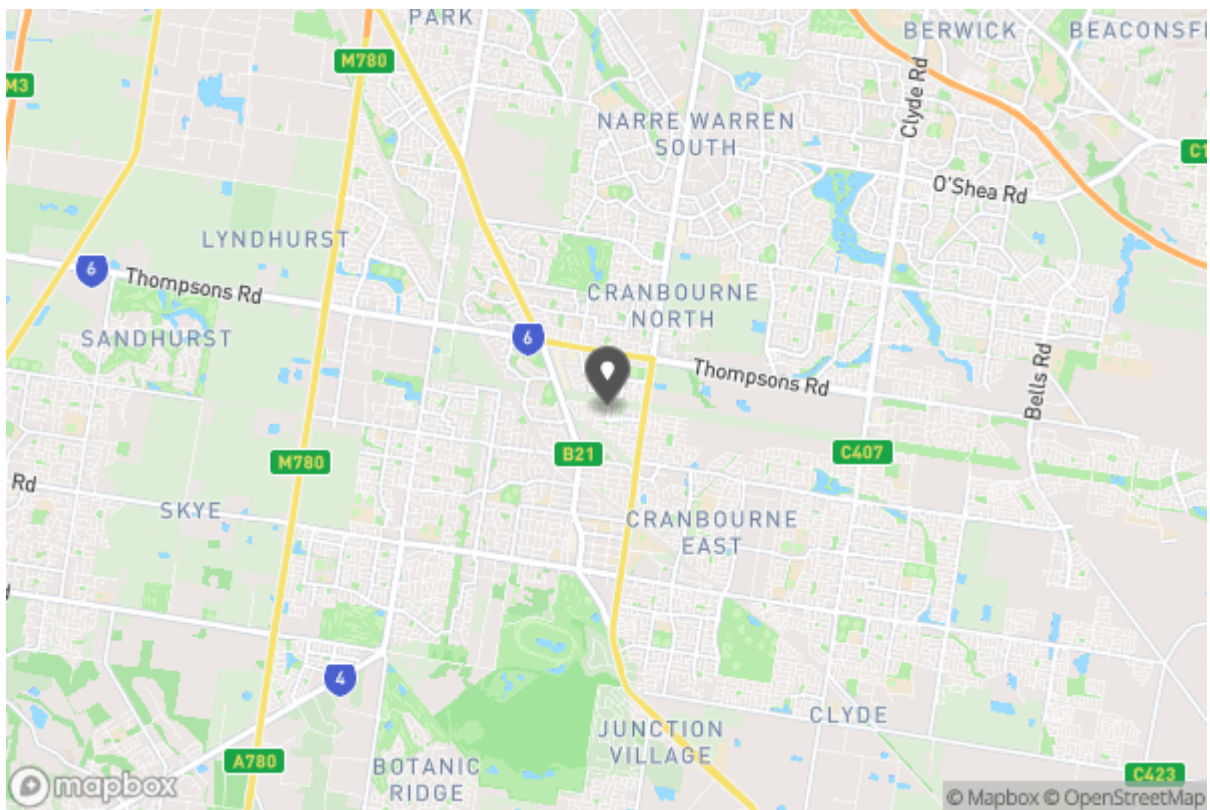 PARK
BERWICK
BEACONSF
M780
M3
Clyde Rd
NARRE WARREN
SOUTH
C1
O'Shea Rd
LYNDHURST
6
Thompsons Rd
CRANBOURNE
NORTH
SANDHURST
6
Thompsons Rd
Bells Rd
B21
C407
M780
Rd
SKYE
CRANBOURNE
EAST
4
CLYDE
JUNCTION
VILLAGE
A780
BOTANIC
RIDGE
C423
mapbox
© Mapbox © OpenStreetMap